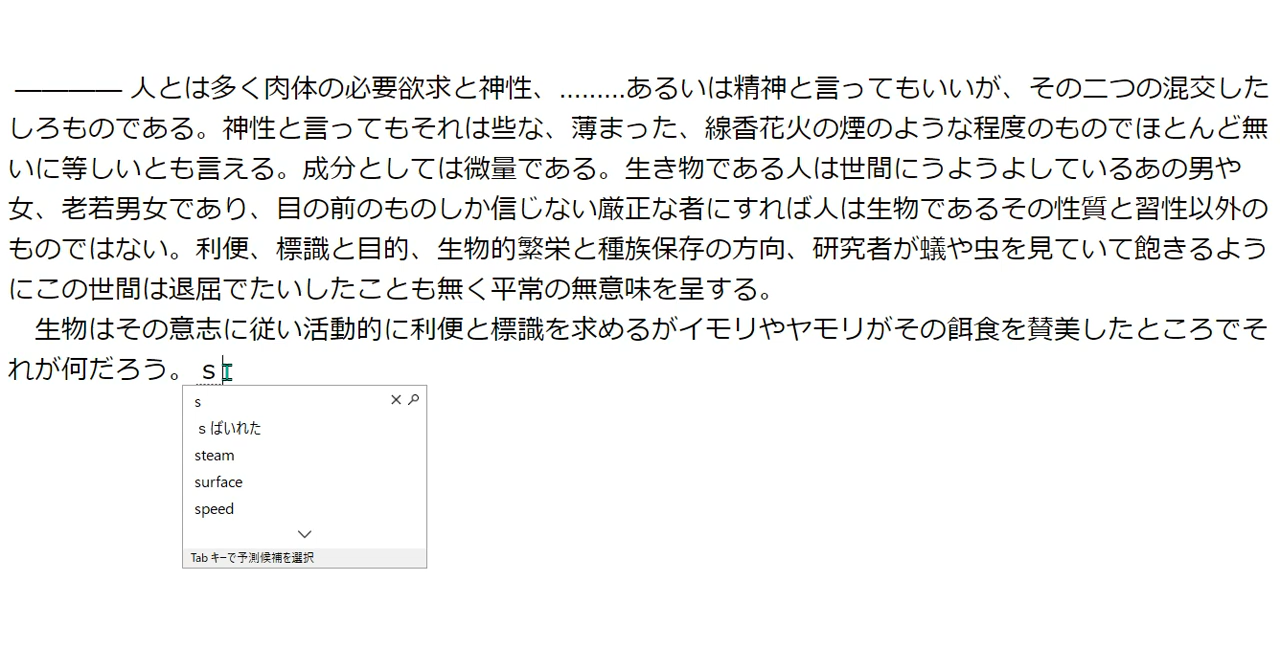 ―――― 人とは多く肉体の必要欲求と神性、………あるいは精神と言ってもいいが、その二つの混交した
しろものである。神性と言ってもそれは些な、薄まった、線香花火の煙のような程度のものでほとんど無
いに等しいとも言える。成分としては微量である。生き物である人は世間にうようよしているあの男や
女、老若男女であり、目の前のものしか信じない厳正な者にすれば人は生物であるその性質と習性以外の
ものではない。利便、標識と目的、生物的繁栄と種族保存の方向、研究者が蟻や虫を見ていて飽きるよう
にこの世間は退屈でたいしたことも無く平常の無意味を呈する。
　生物はその意志に従い活動的に利便と標識を求めるがイモリやヤモリがその餌食を賛美したところでそ
れが何だろう。ｓ
s
ｓばいれた
steam
surface
speed
Tab キーで予測候補を選択